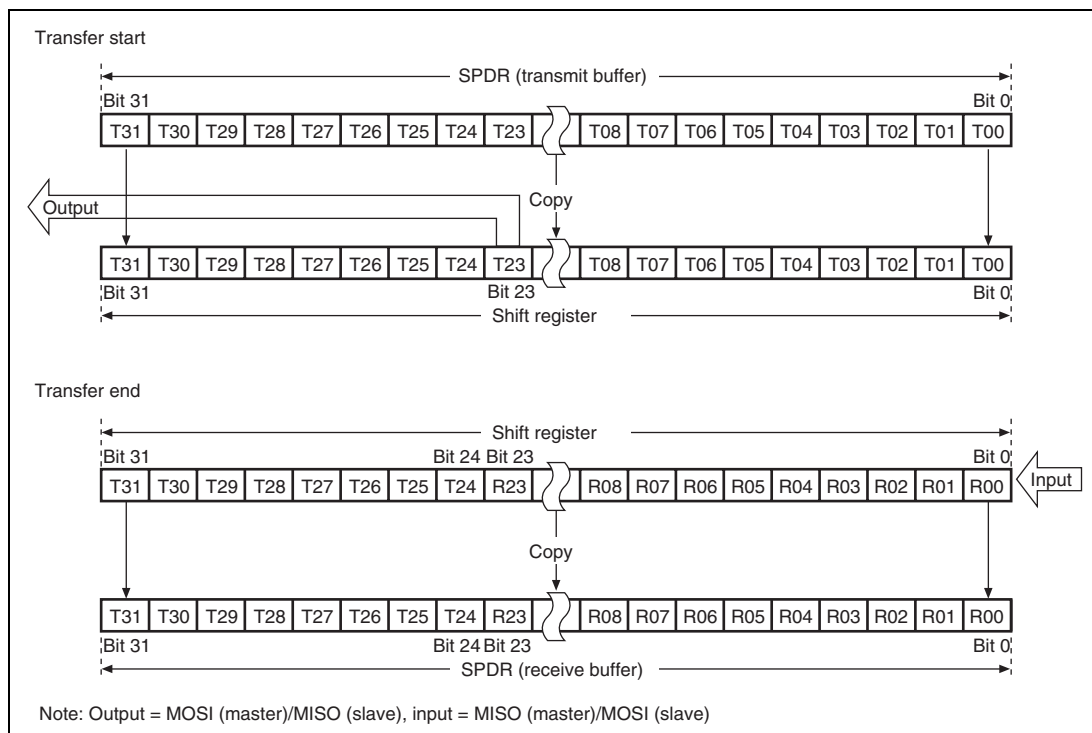 Transfer start
SPDR (transmit buffer)
Bit 31 Bit 0
T31 T30 T29 T28 T27 T26 T25 T24 T23 T08 T07 T06 T05 T04 T03 T02 T01 T00
Copy
Output
T31 T30 T29 T28 T27 T26 T25 T24 T23 T08 T07 T06 T05 T04 T03 T02 T01 T00
Bit 31 Bit 23 Bit 0
Shift register
Transfer end
Shift register
Bit 31 Bit 24 Bit 23 Bit 0
T31 T30 T29 T28 T27 T26 T25 T24 R23 R08 R07 R06 R05 R04 R03 R02 R01 R00 Input
Copy
T31 T30 T29 T28 T27 T26 T25 T24 R23 R08 R07 R06 R05 R04 R03 R02 R01 R00
Bit 31 Bit 24 Bit 23 Bit 0
SPDR (receive buffer)
Note: Output = MOSI (master)/MISO (slave), input = MISO (master)/MOSI (slave)